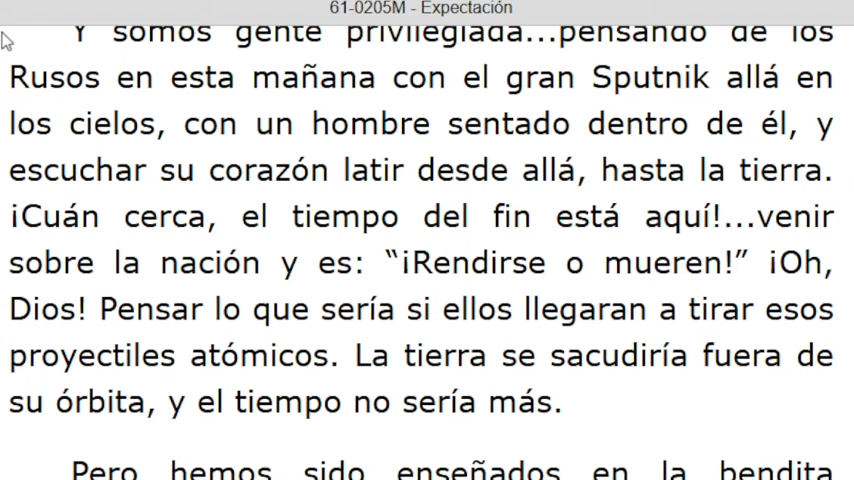 61-0205M - Expectación
Y somos gente privilegiada...pensando de los
Rusos en esta mañana con el gran Sputnik allá en
los cielos, con un hombre sentado dentro de él, y
escuchar su corazón latir desde allá, hasta la tierra.
¡Cuán cerca, el tiempo del fin está aquí!...venir
sobre la nación y es: “¡Rendirse o mueren!” ¡Oh,
Dios! Pensar lo que sería si ellos llegaran a tirar esos
proyectiles atómicos. La tierra se sacudiría fuera de
su órbita, y el tiempo no sería más.
Pero hemos sido enseñados en la bendita